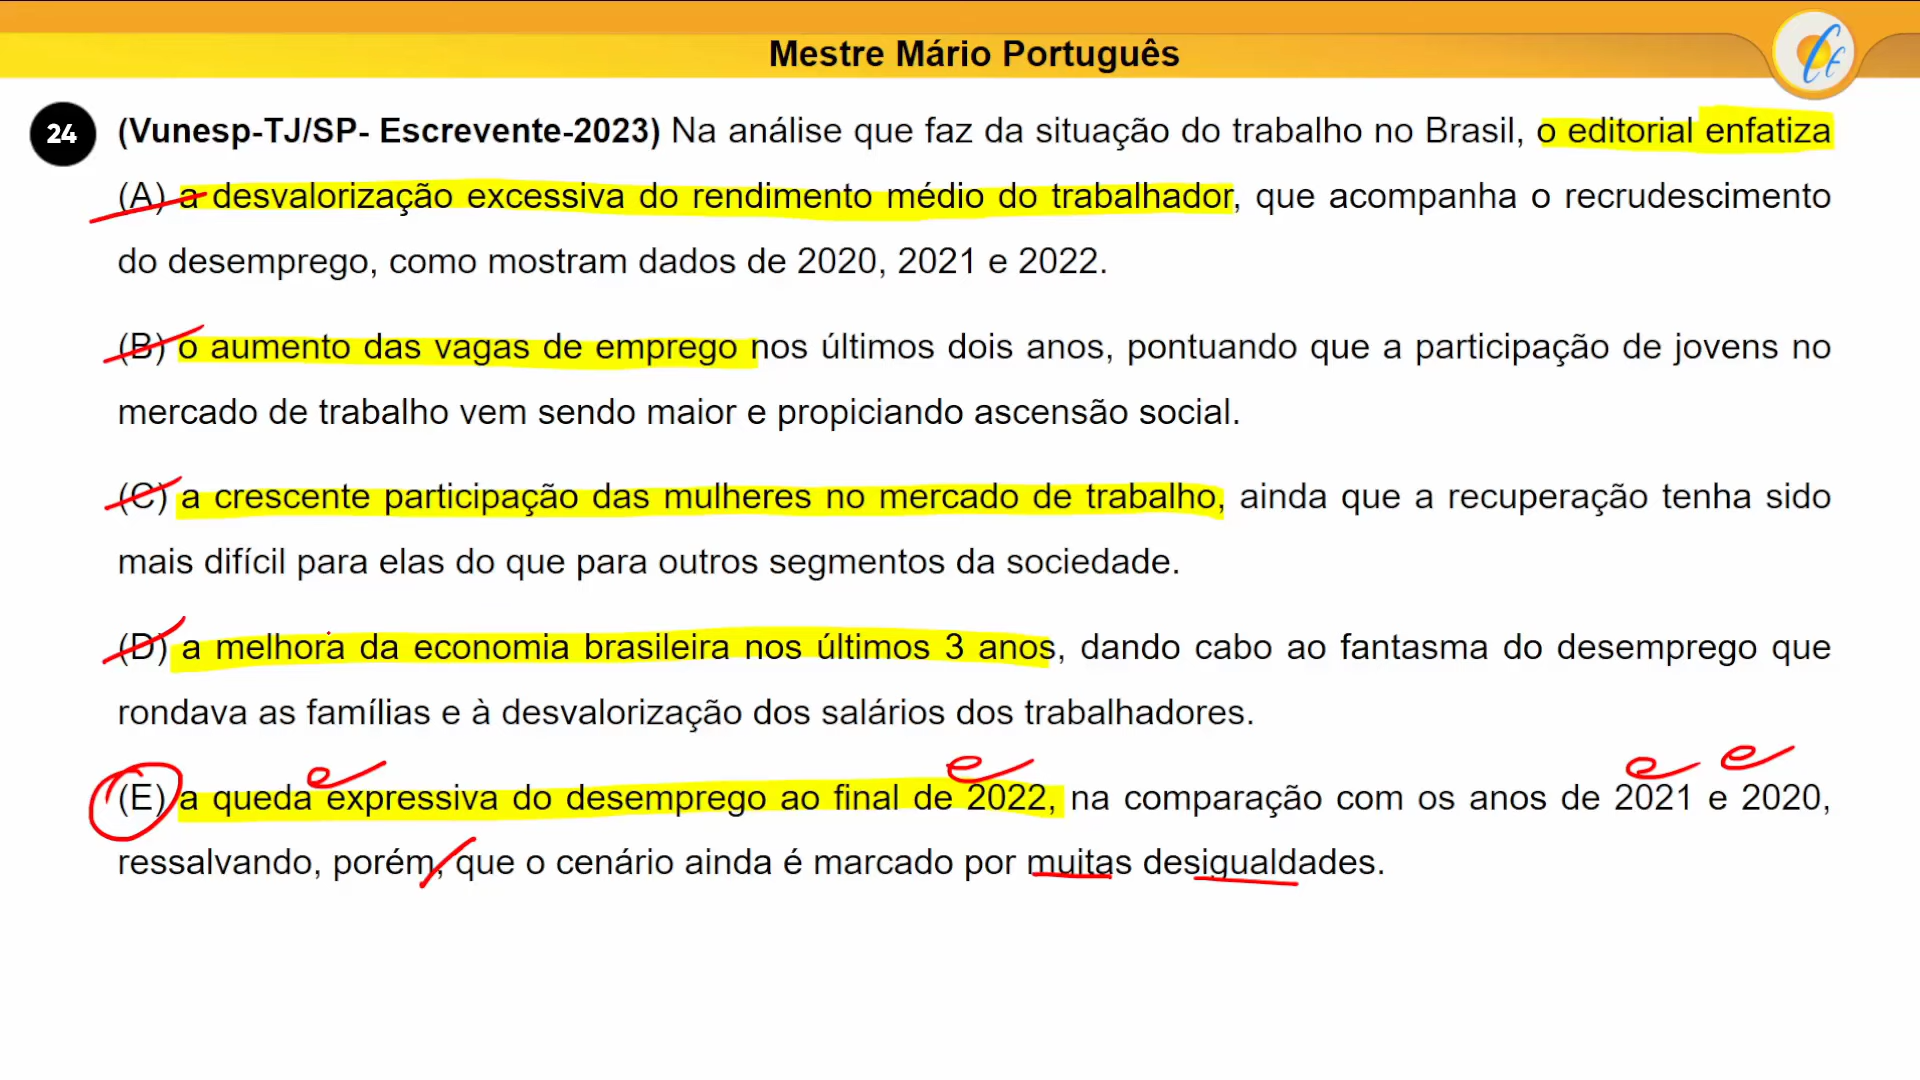 Mestre Mário Português
24 (Vunesp-TJ/SP- Escrevente-2023) Na análise que faz da situação do trabalho no Brasil, o editorial enfatiza
(A) a desvalorização excessiva do rendimento médio do trabalhador, que acompanha o recrudescimento
do desemprego, como mostram dados de 2020, 2021 e 2022.
(B) o aumento das vagas de emprego nos últimos dois anos, pontuando que a participação de jovens no
mercado de trabalho vem sendo maior e propiciando ascensão social.
(C) a crescente participação das mulheres no mercado de trabalho, ainda que a recuperação tenha sido
mais difícil para elas do que para outros segmentos da sociedade.
(D) a melhora da economia brasileira nos últimos 3 anos, dando cabo ao fantasma do desemprego que
rondava as famílias e à desvalorização dos salários dos trabalhadores.
(E) a queda expressiva do desemprego ao final de 2022, na comparação com os anos de 2021 e 2020,
ressalvando, porém, que o cenário ainda é marcado por muitas desigualdades.